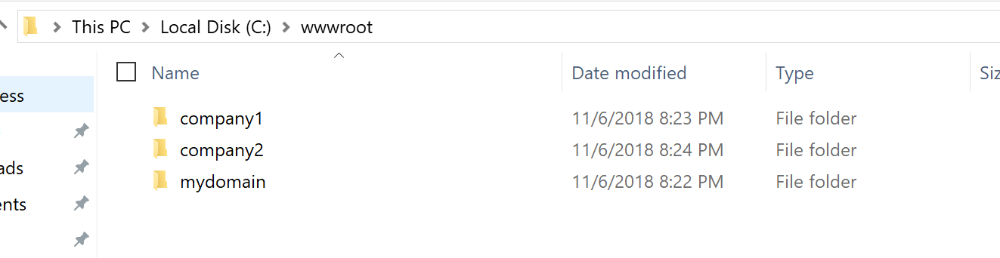 This PC Local Disk (C:) wwwroot
Name Date modified Type Siz
ess
company1 11/6/2018 8:23 PM File folder
company2 11/6/2018 8:24 PM File folder
ads
mydomain 11/6/2018 8:22 PM File folder
ents